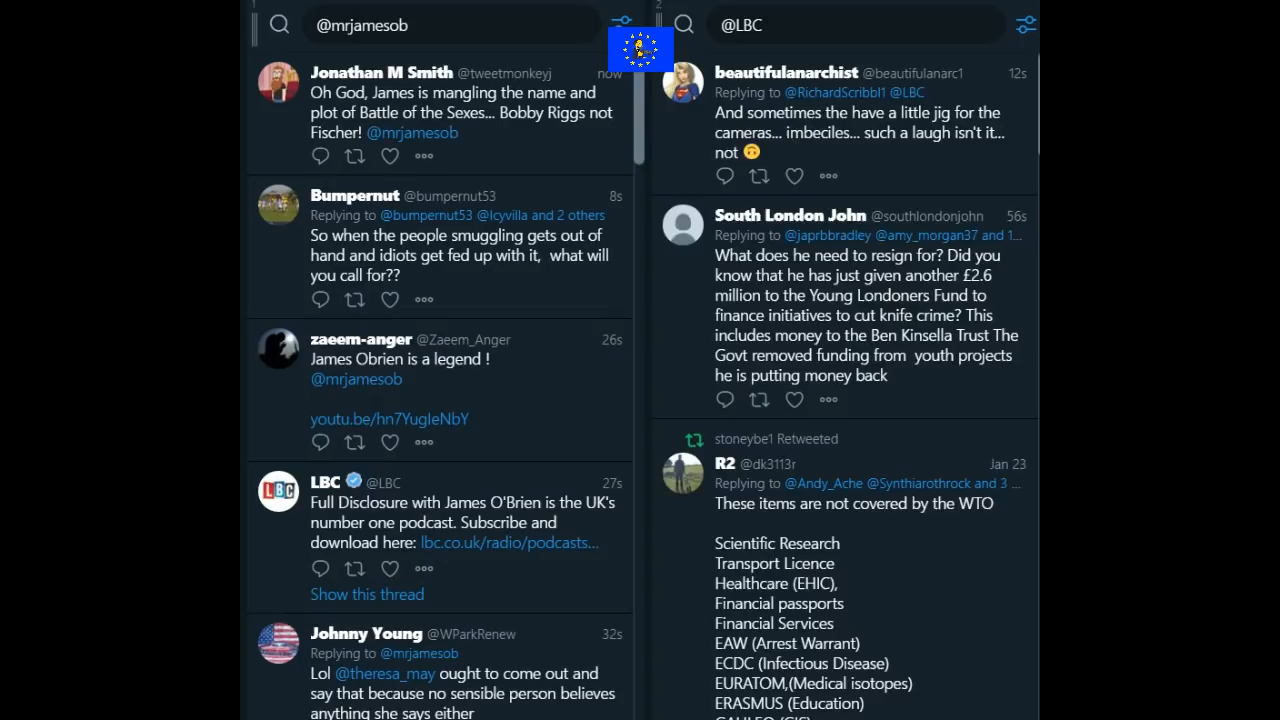 1
@mrjamesob
Jonathan M Smith @tweetmonkeyj now
Oh God, James is mangling the name and
plot of Battle of the Sexes... Bobby Riggs not
Fischer! @mrjamesob
Bumpernut @bumpernut53 8s
Replying to @bumpernut53 @Icyvilla and 2 others
So when the people smuggling gets out of
hand and idiots get fed up with it, what will
you call for??
zaeem-anger @Zaeem_Anger 26s
James Obrien is a legend !
@mrjamesob
youtu.be/hn7YugIeNbY
LBC @LBC 27s
Full Disclosure with James O'Brien is the UK's
number one podcast. Subscribe and
download here: lbc.co.uk/radio/podcasts...
Show this thread
Johnny Young @WParkRenew 32s
Replying to @mrjamesob
Lol @theresa_may ought to come out and
say that because no sensible person believes
anything she says either
2
@LBC
beautifulanarchist @beautifulanarc1 12s
Replying to @RichardScribbl1 @LBC
And sometimes the have a little jig for the
cameras... imbeciles... such a laugh isn't it...
not 🙃
South London John @southlondonjohn 56s
Replying to @japrbbradley @amy_morgan37 and 1...
What does he need to resign for? Did you
know that he has just given another £2.6
million to the Young Londoners Fund to
finance initiatives to cut knife crime? This
includes money to the Ben Kinsella Trust The
Govt removed funding from youth projects
he is putting money back
stoneybe1 Retweeted
R2 @dk3113r Jan 23
Replying to @Andy_Ache @Synthiarothrock and 3 ...
These items are not covered by the WTO
Scientific Research
Transport Licence
Healthcare (EHIC),
Financial passports
Financial Services
EAW (Arrest Warrant)
ECDC (Infectious Disease)
EURATOM,(Medical isotopes)
ERASMUS (Education)